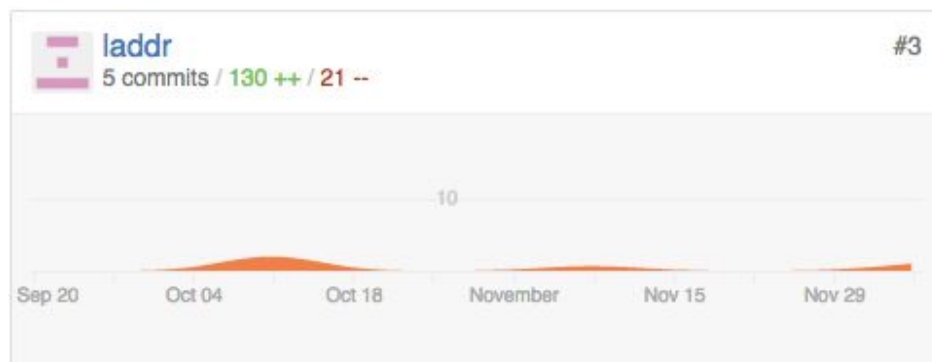 laddr
#3
5 commits / 130 ++ / 21 --
10
Sep 20 Oct 04 Oct 18 November Nov 15 Nov 29